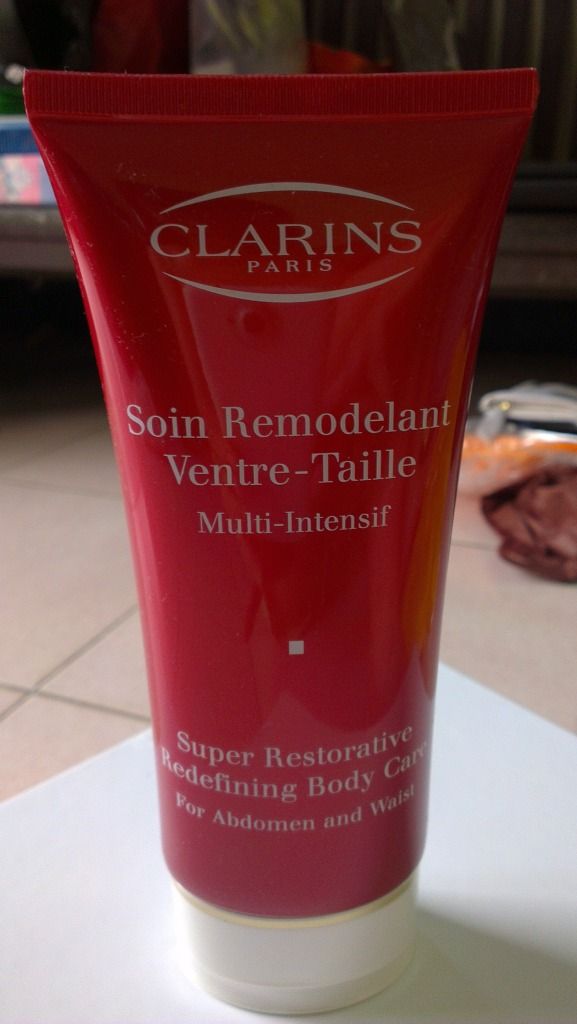 CLARINS
PARIS
Soin Remodelant
Ventre-Taille
Multi-Intensif
Super Restorative
Redefining Body Care
For Abdomen and Waist